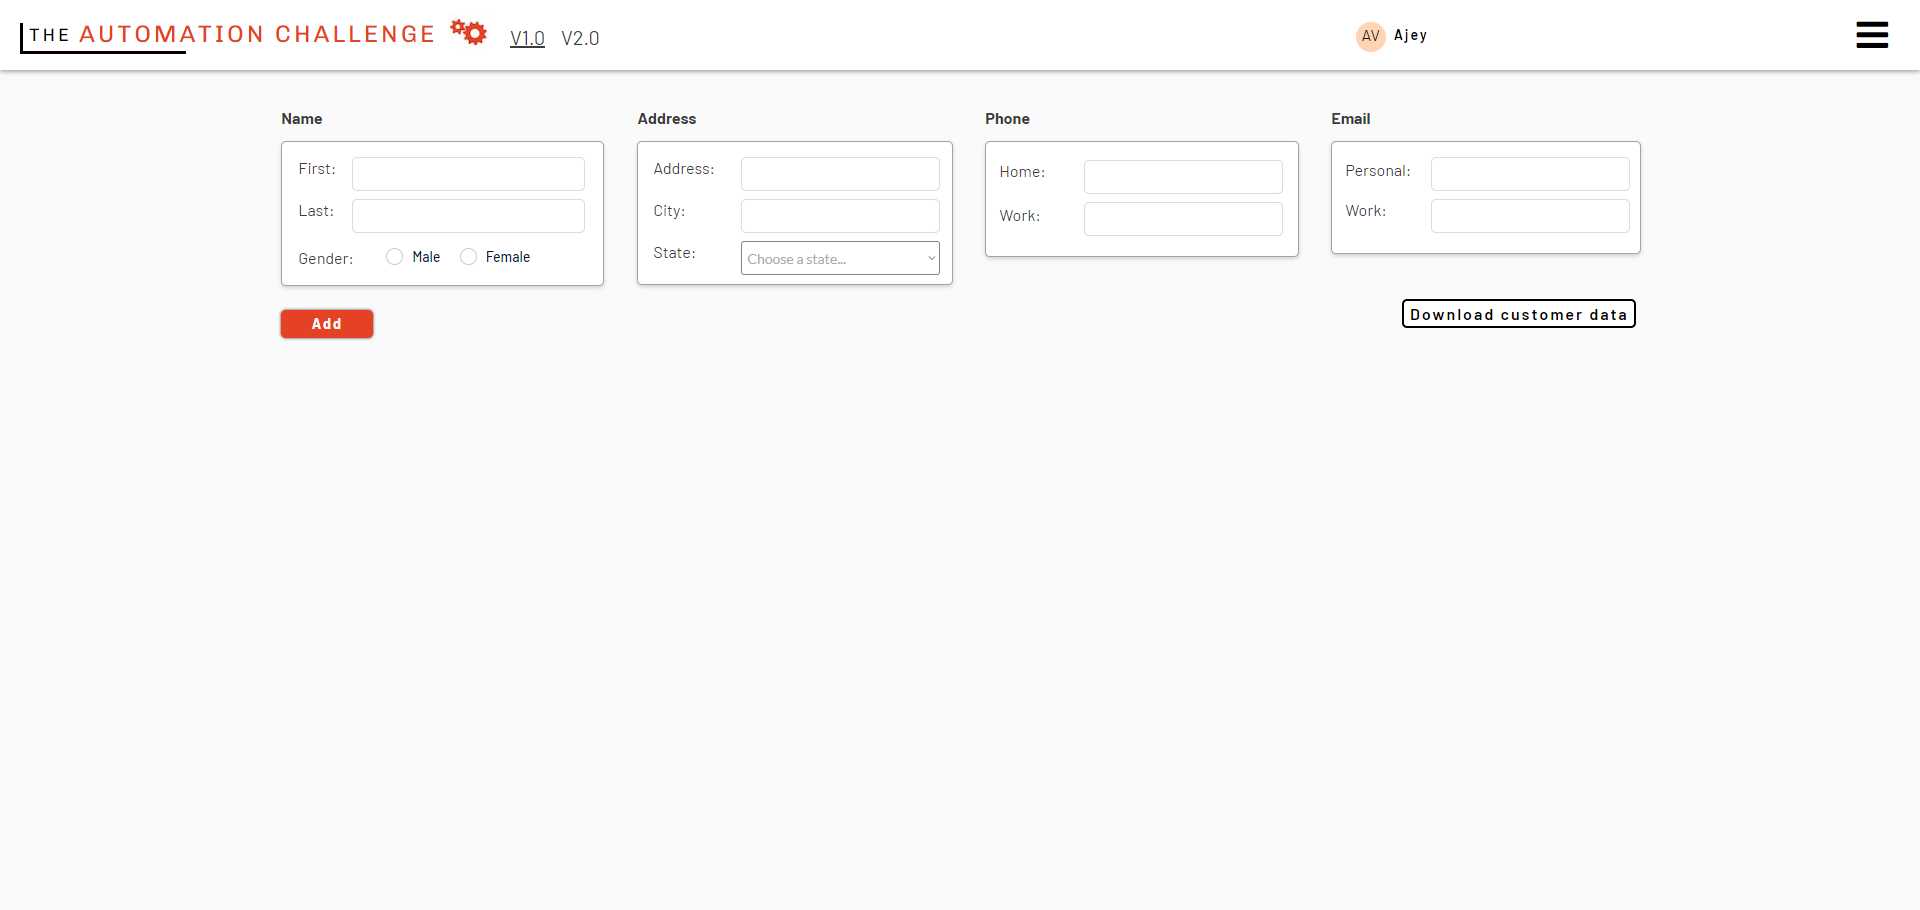 THE AUTOMATION CHALLENGE V1.0 V2.0 AV Ajey
Name
First:
Last:
Gender: Male Female
Address
Address:
City:
State: Choose a state...
Phone
Home:
Work:
Email
Personal:
Work:
Add
Download customer data